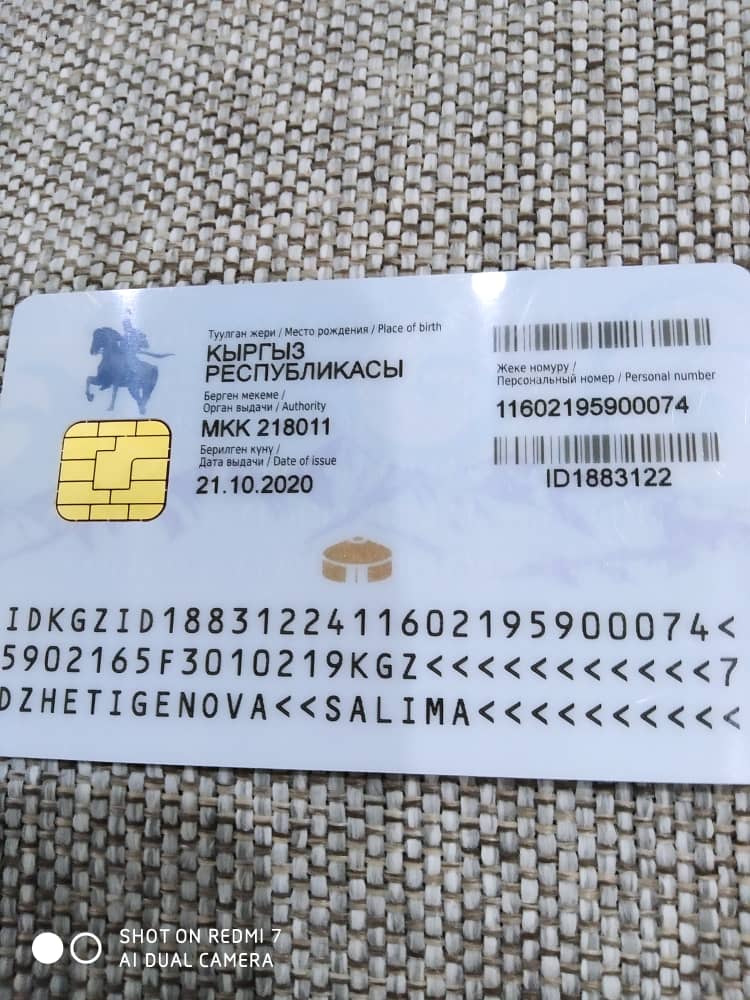 Туулган жери / Место рождения / Place of birth
КЫРГЫЗ
РЕСПУБЛИКАСЫ
Берген мекеме /
Орган выдачи / Authority
МКК 218011
Берилген куну /
Дата выдачи / Date of issue
21.10.2020
Жеке номуру /
Персональный номер / Personal number
11602195900074
ID1883122
IDKGZID1883122411602195900074<
5902165F3010219KGZ<<<<<<<<<<<7
DZHETIGENOVA<<SALIMA<<<<<<<<<<
SHOT ON REDMI 7
AI DUAL CAMERA